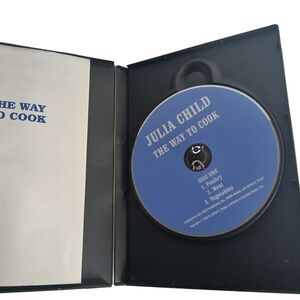 THE WAY
TO COOK
JULIA CHILD
THE WAY TO COOK
DISC ONE
1. Poultry
2. Meat
3. Vegetables